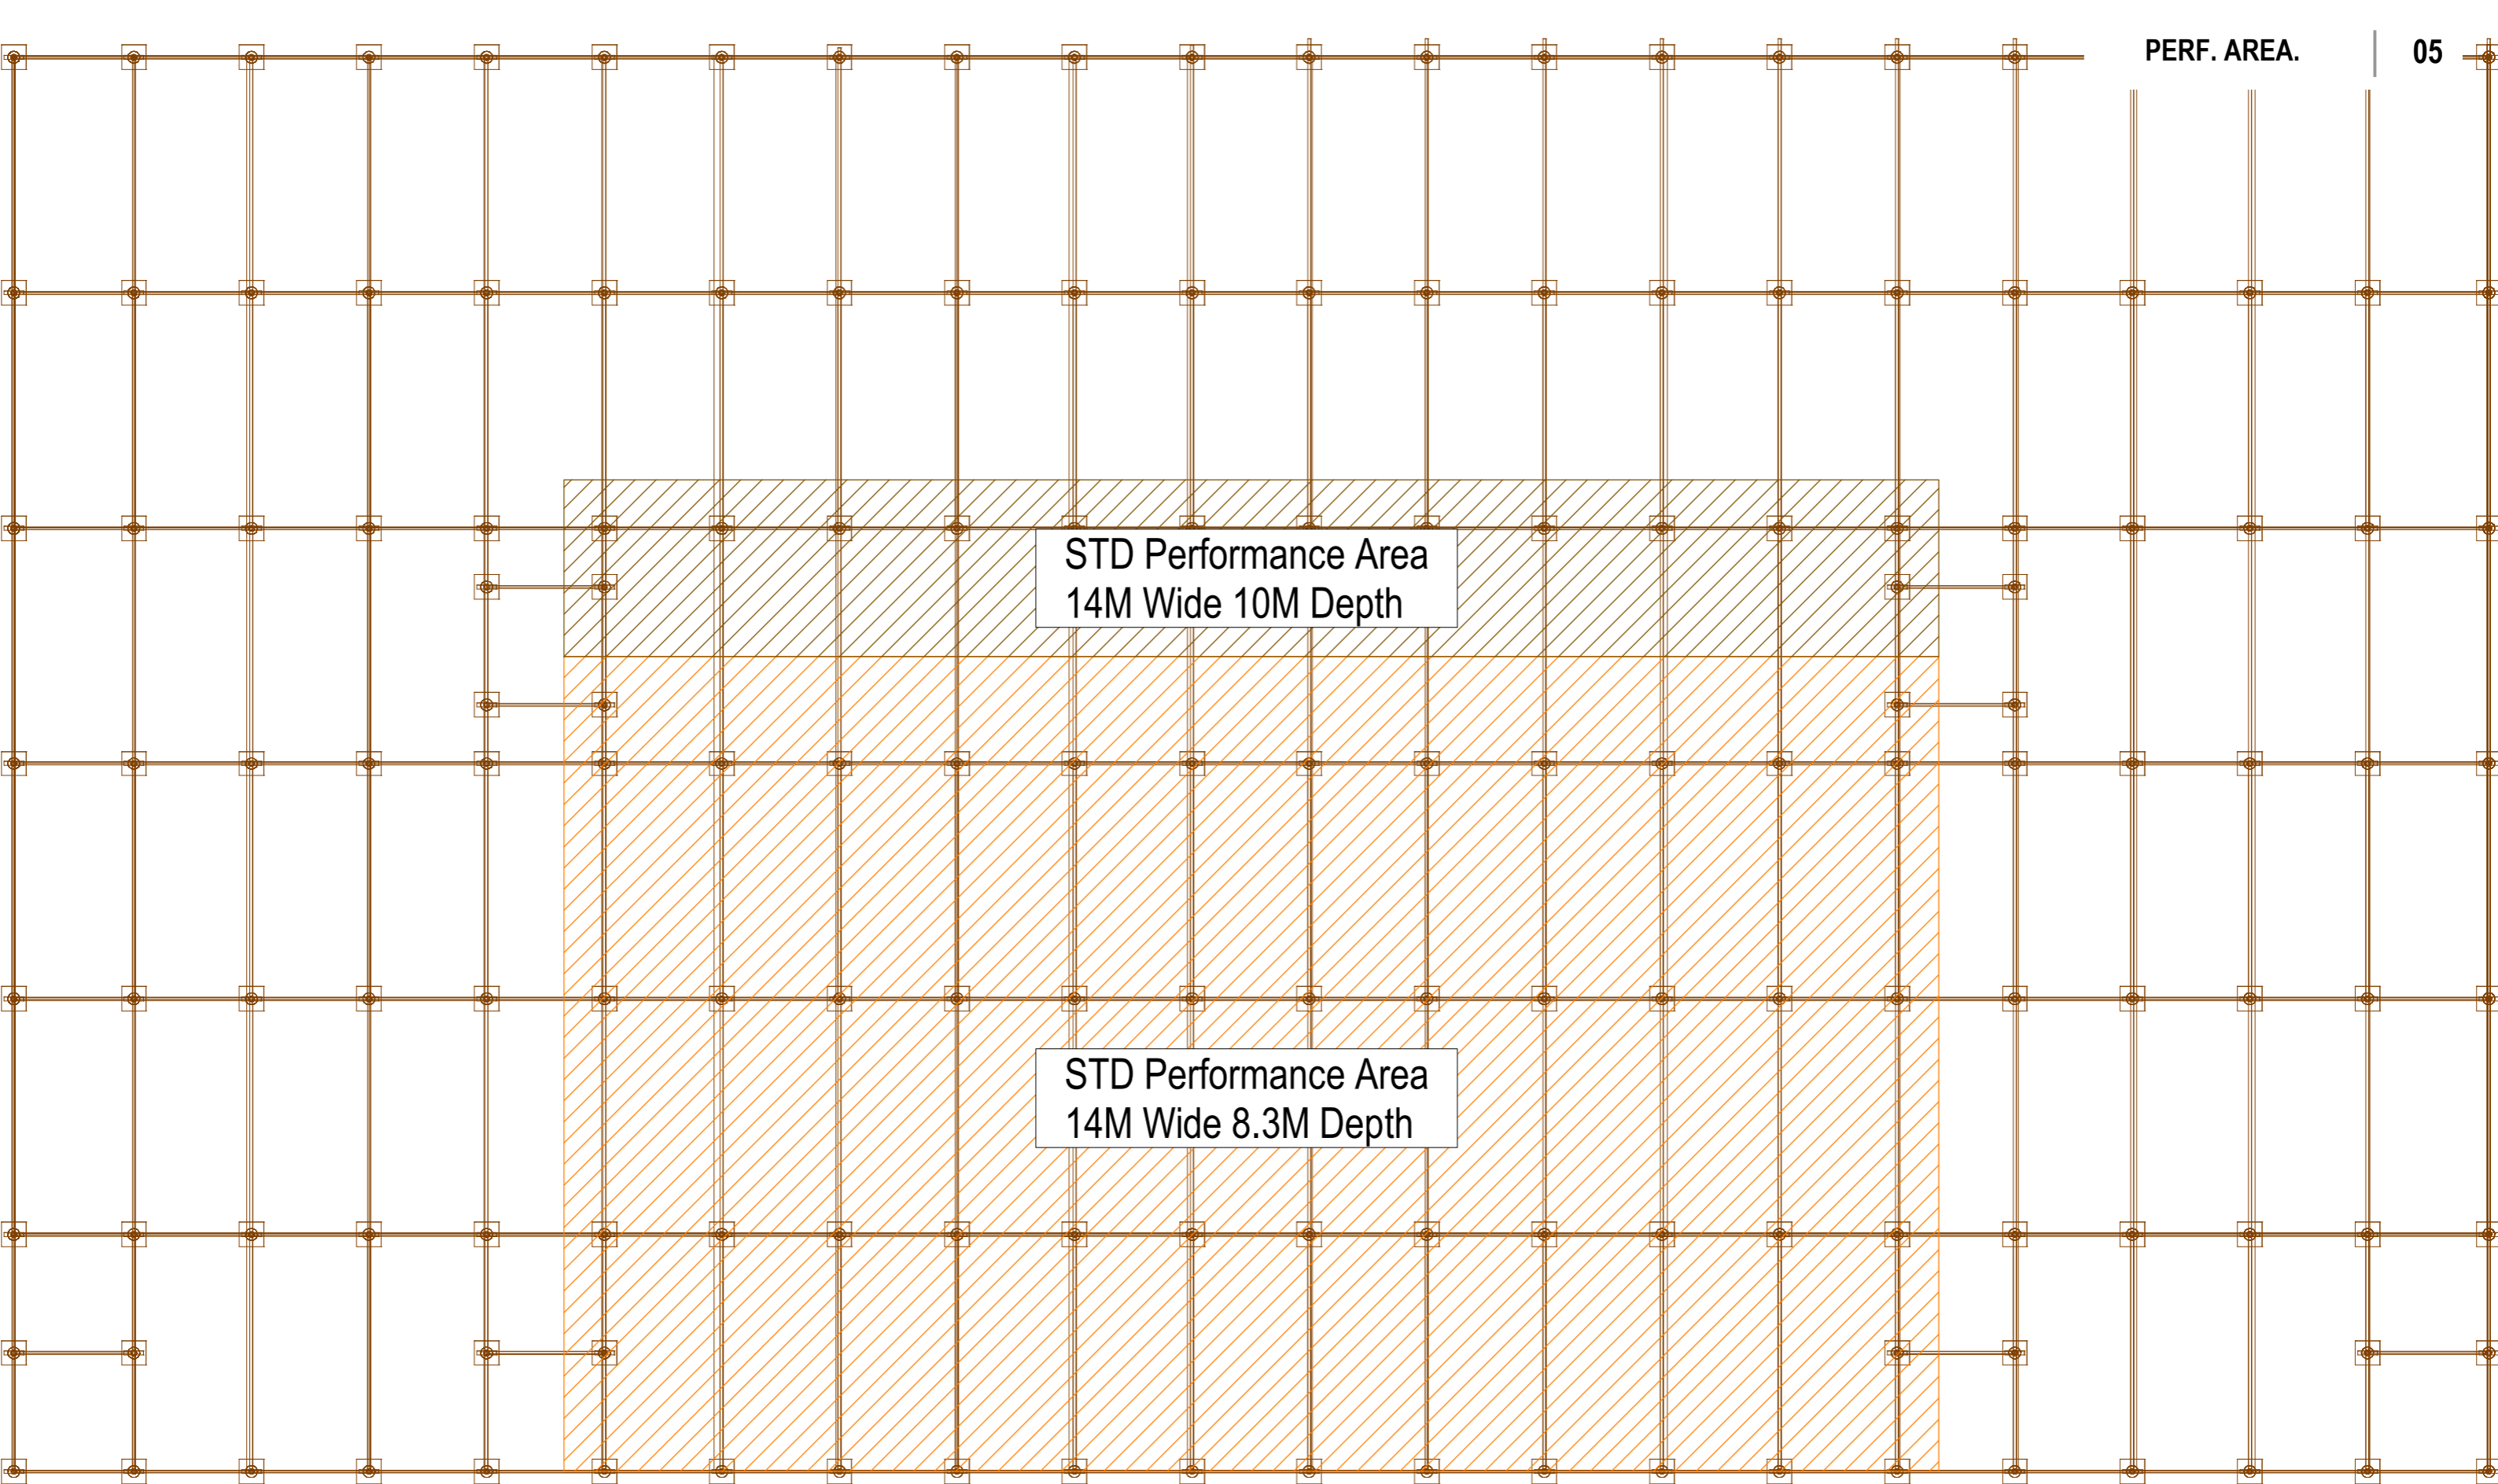 PERF. AREA. 05
STD Performance Area
14M Wide 10M Depth
STD Performance Area
14M Wide 8.3M Depth